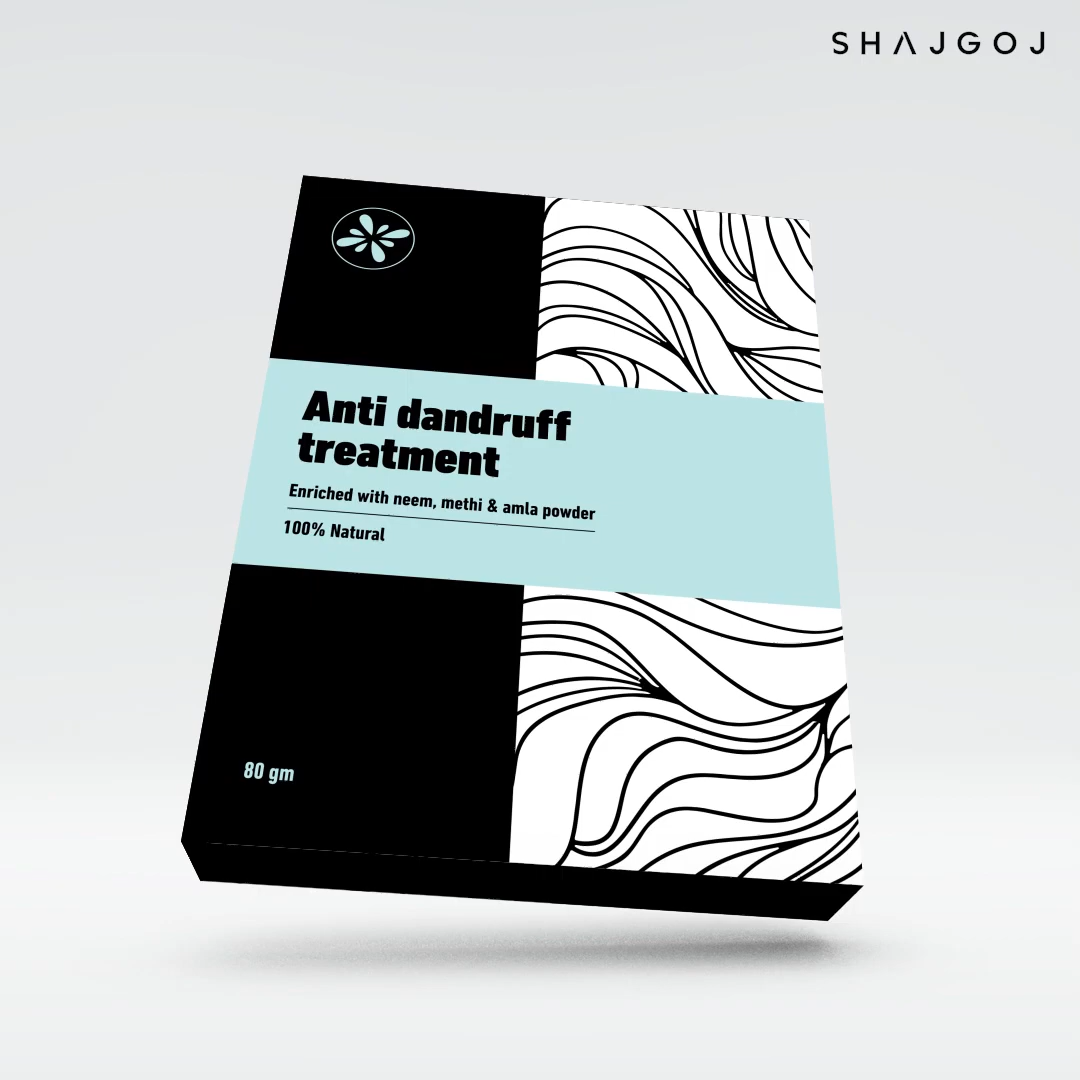 SHAJGOJ
Anti dandruff
treatment
Enriched with neem, methi & amla powder
100% Natural
80 gm